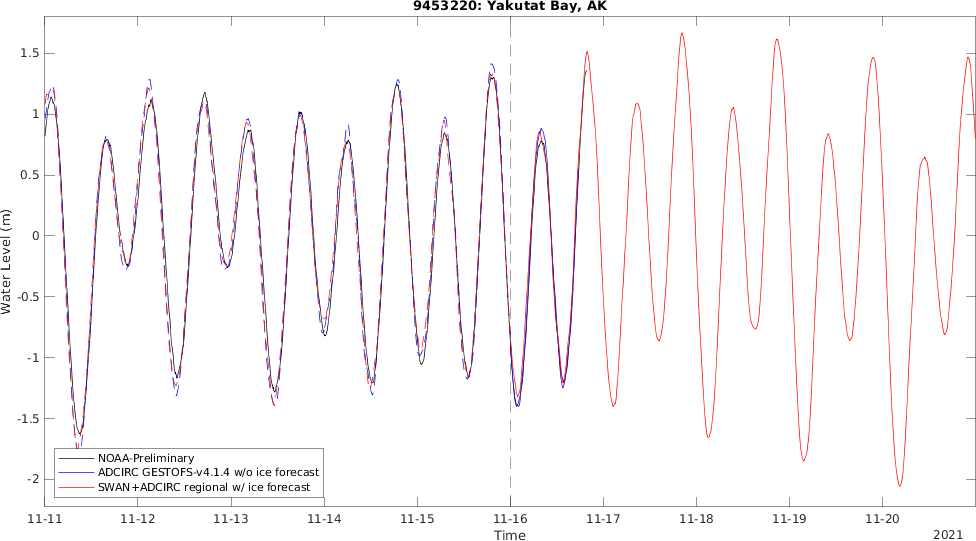 9453220: Yakutat Bay, AK
Water Level (m)
1.5
1
0.5
0
-0.5
-1
-1.5
-2
NOAA-Preliminary
ADCIRC GESTOFS-v4.1.4 w/o ice forecast
SWAN+ADCIRC regional w/ ice forecast
11-11 11-12 11-13 11-14 11-15 11-16 11-17 11-18 11-19 11-20
Time
2021